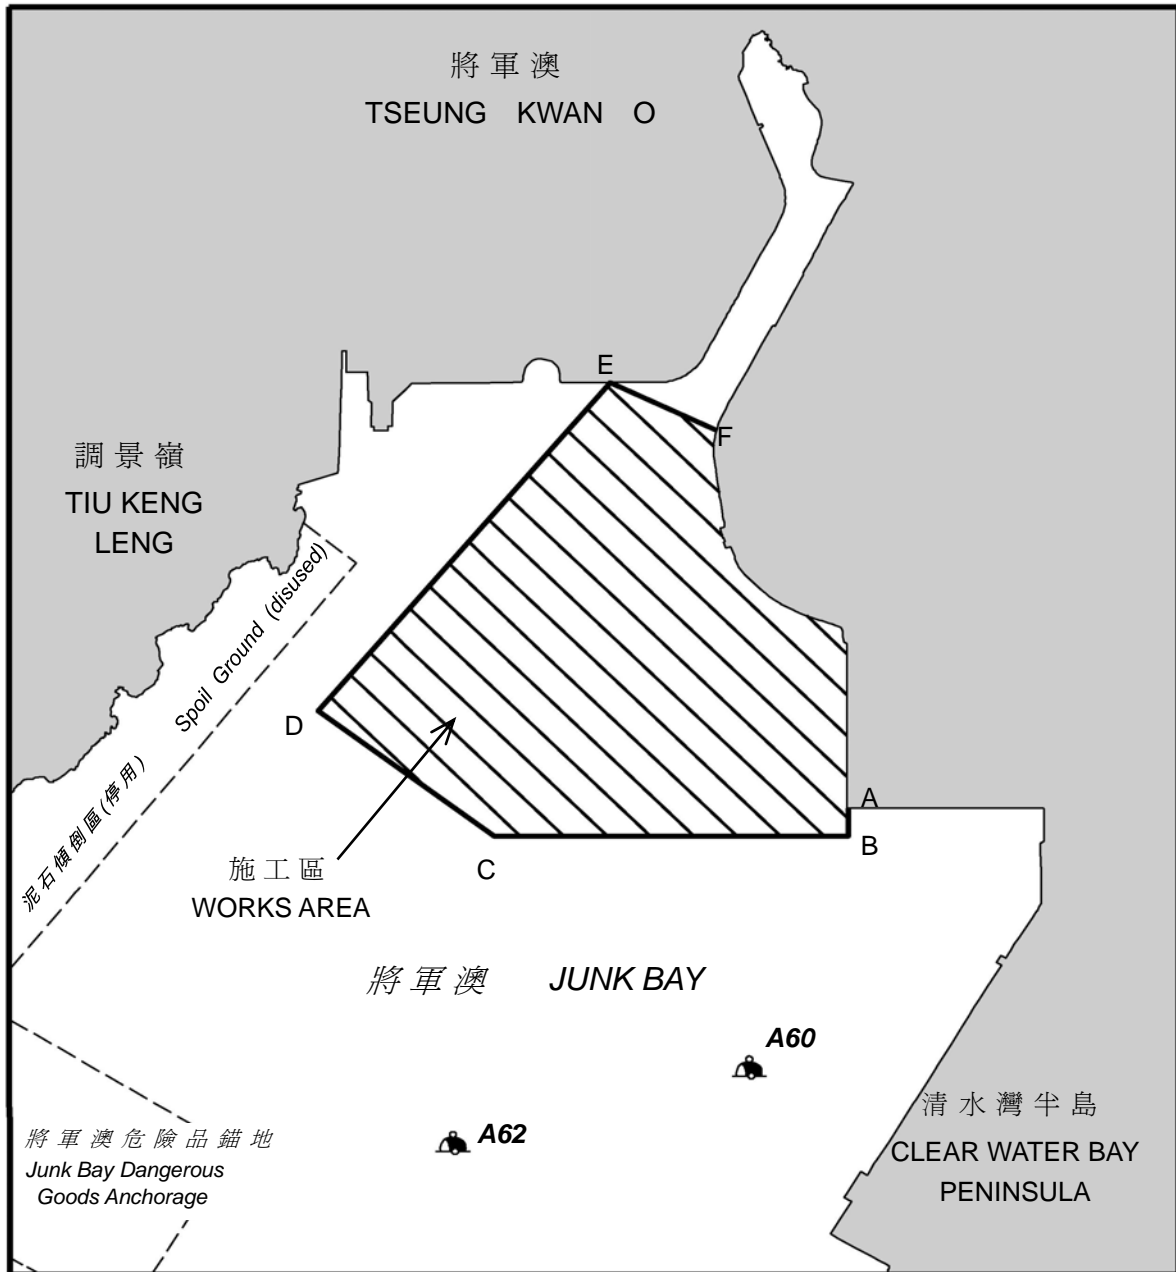 將軍澳
TSEUNG KWAN O
E
F
調景嶺
TIU KENG
LENG
Spoil Ground (disused)
泥石傾倒區(停用)
D
A
B
C
施工區
WORKS AREA
將軍澳 JUNK BAY
A60
A62
將軍澳危險品錨地
Junk Bay Dangerous
Goods Anchorage
清水灣半島
CLEAR WATER BAY
PENINSULA